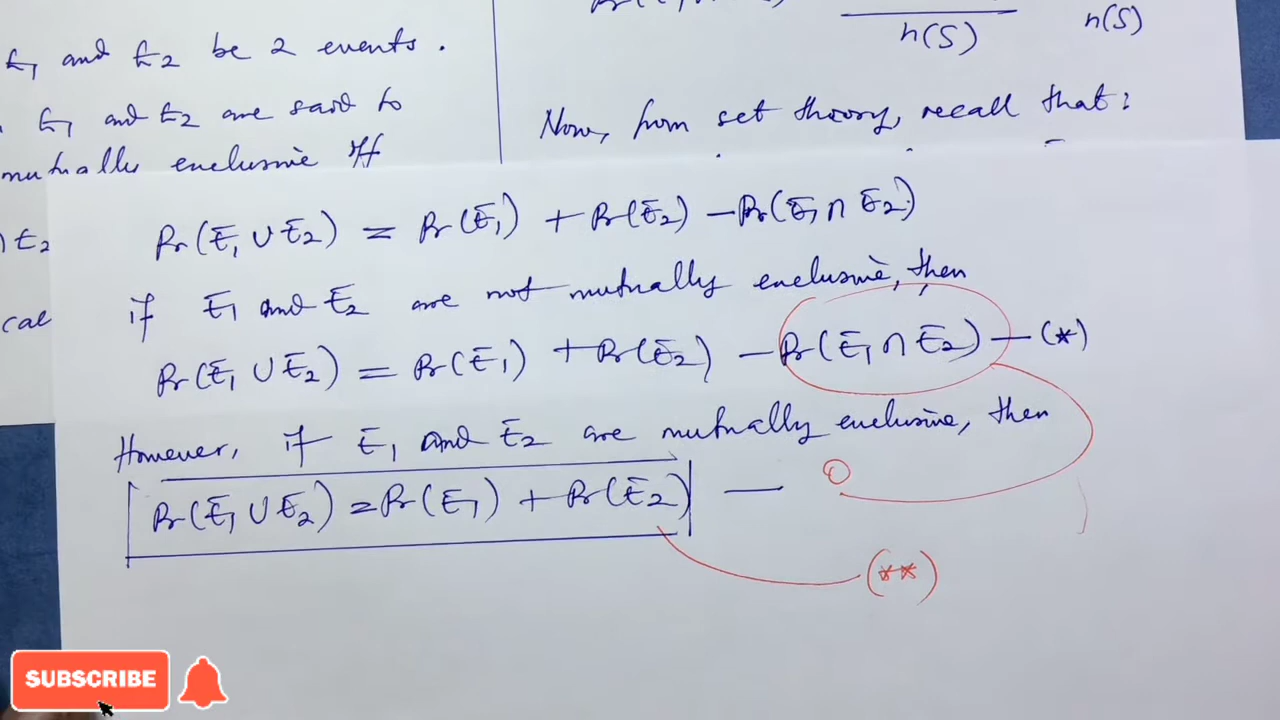 E1 and E2 be 2 events.
E1 and E2 are said to
mutually exclusive iff
∩ E2
cal
n(S) n(S)
Now, from set theory, recall that:
Pr(E1 ∪ E2) = Pr(E1) + Pr(E2) - Pr(E1 ∩ E2)
if E1 and E2 are not mutually exclusive, then
Pr(E1 ∪ E2) = Pr(E1) + Pr(E2) - Pr(E1 ∩ E2) — (*)
However, if E1 and E2 are mutually exclusive, then
Pr(E1 ∪ E2) = Pr(E1) + Pr(E2) — 0
(**)
SUBSCRIBE